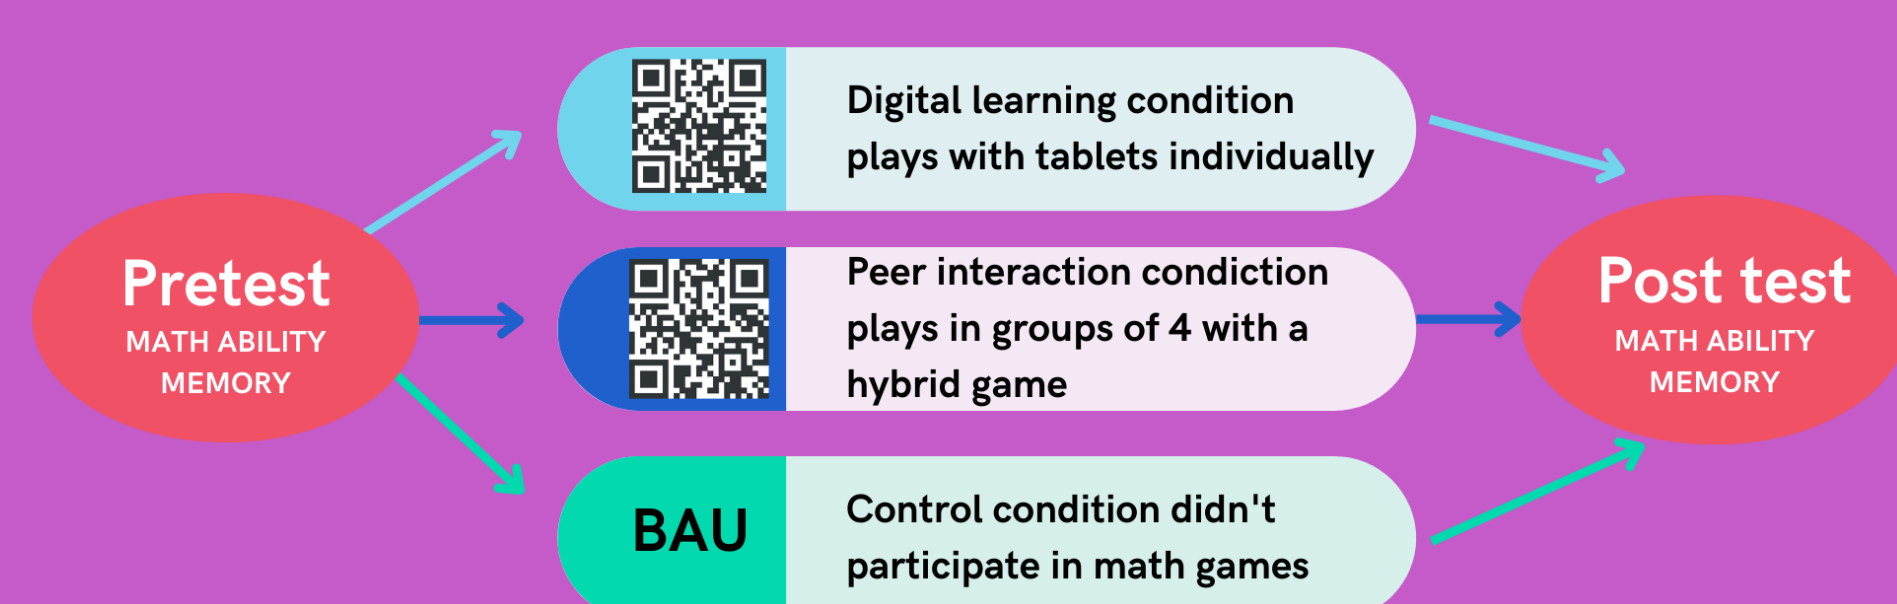 Pretest
MATH ABILITY
MEMORY
Digital learning condition
plays with tablets individually
Peer interaction condiction
plays in groups of 4 with a
hybrid game
BAU
Control condition didn't
participate in math games
Post test
MATH ABILITY
MEMORY